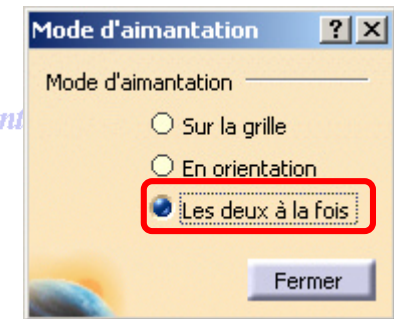 Mode d'aimantation
Mode d'aimantation
Sur la grille
En orientation
Les deux à la fois
Fermer